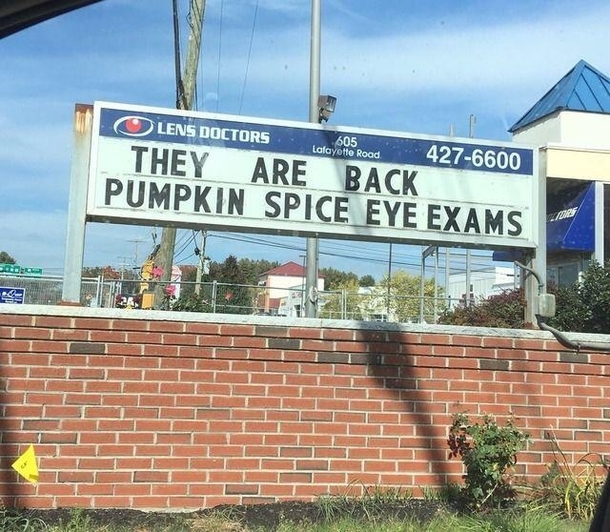 LENS DOCTORS
605
Lafayette Road
427-6600
THEY ARE BACK
PUMPKIN SPICE EYE EXAMS